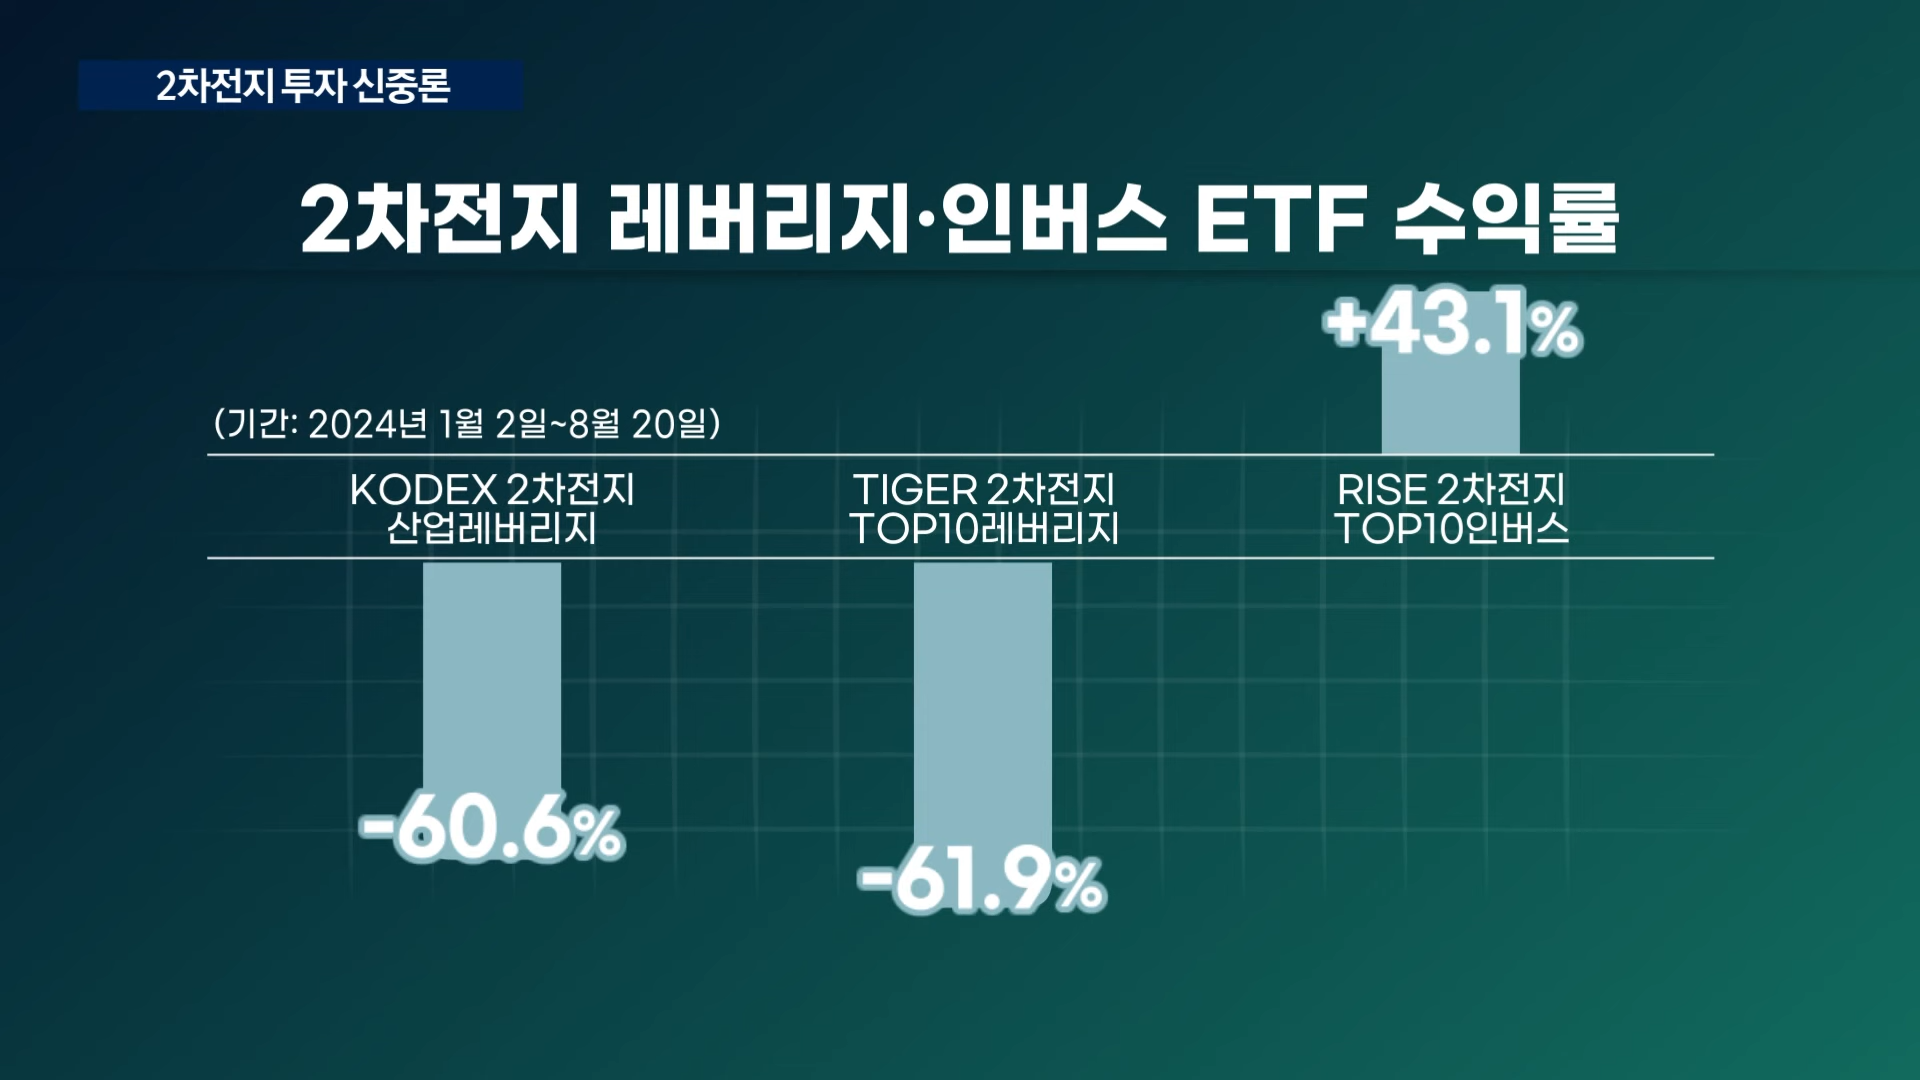 2차전지 투자 신중론
2차전지 레버리지·인버스 ETF 수익률
+43.1%
(기간: 2024년 1월 2일~8월 20일)
KODEX 2차전지
산업레버리지
TIGER 2차전지
TOP10레버리지
RISE 2차전지
TOP10인버스
-60.6%
-61.9%